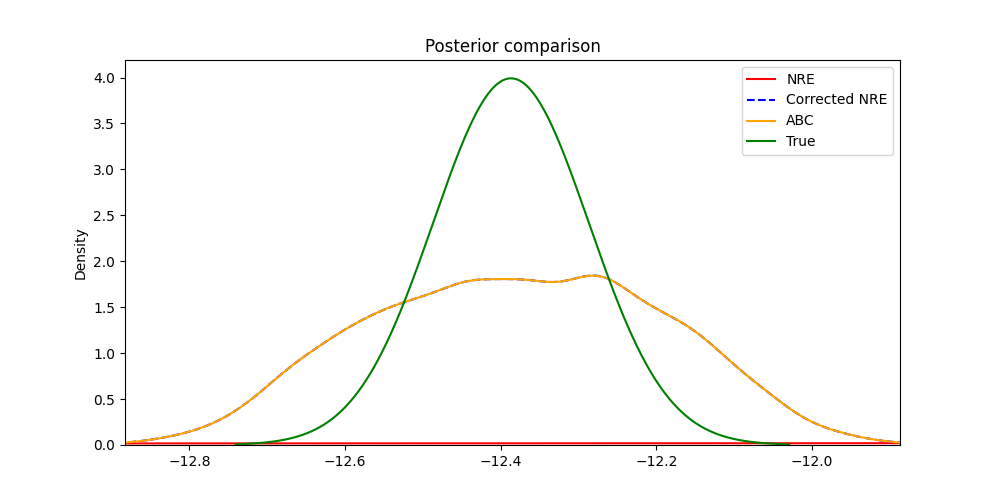 Posterior comparison
NRE
Corrected NRE
ABC
True
Density
4.0
3.5
3.0
2.5
2.0
1.5
1.0
0.5
0.0
−12.8
−12.6
−12.4
−12.2
−12.0